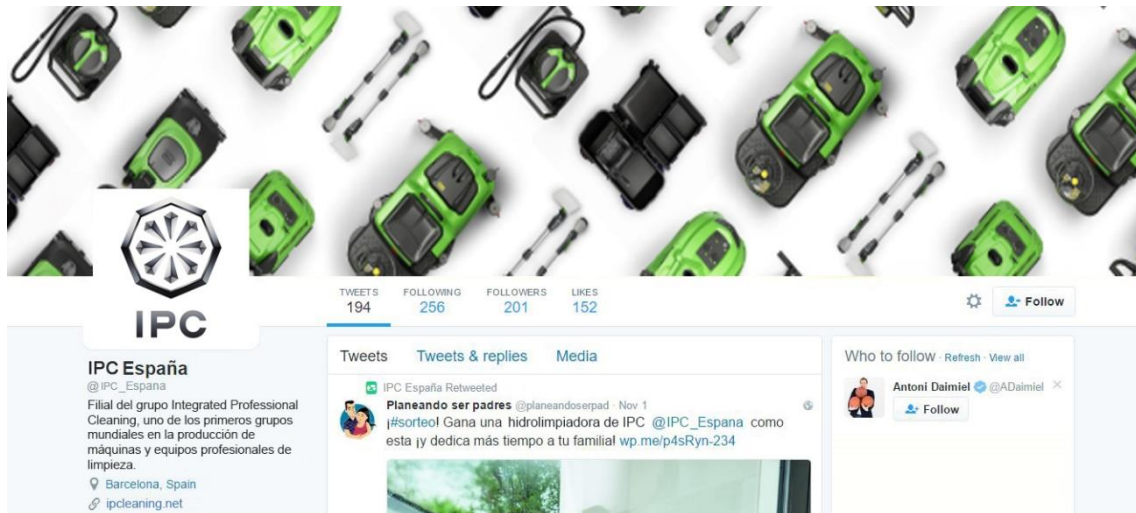 TWEETS FOLLOWING FOLLOWERS LIKES
194 256 201 152
Follow
IPC
IPC España
@IPC_Espana
Filial del grupo Integrated Professional
Cleaning, uno de los primeros grupos
mundiales en la producción de
máquinas y equipos profesionales de
limpieza.
Barcelona, Spain
ipcleaning.net
Tweets Tweets & replies Media
IPC España Retweeted
Planeando ser padres @planeandoserpad · Nov 1
¡#sorteo! Gana una hidrolimpiadora de IPC @IPC_Espana como
esta ¡y dedica más tiempo a tu familia! wp.me/p4sRyn-234
Who to follow · Refresh · View all
Antoni Daimiel @ADaimiel
Follow